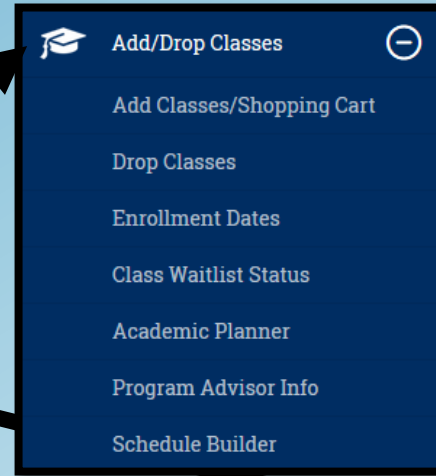 Add/Drop Classes
Add Classes/Shopping Cart
Drop Classes
Enrollment Dates
Class Waitlist Status
Academic Planner
Program Advisor Info
Schedule Builder